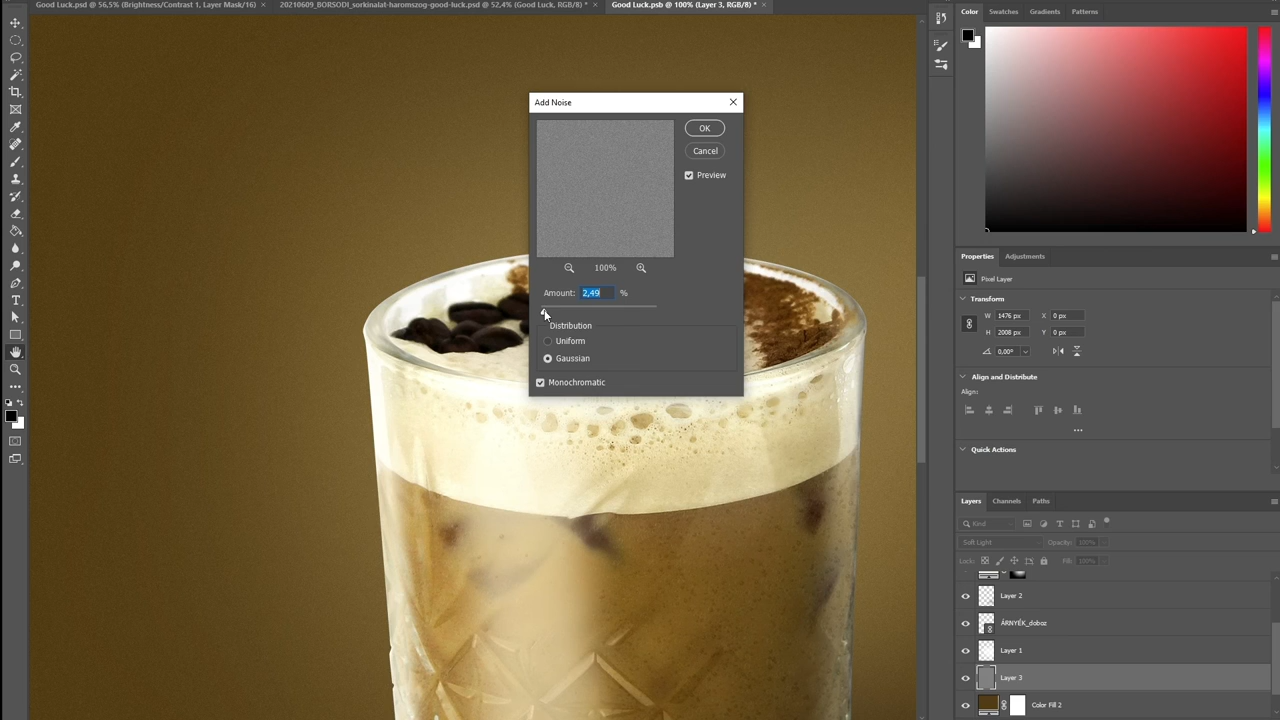 Good Luck.psd @ 56,5% (Brightness/Contrast 1, Layer Mask/16) ×
20210609_BORSODI_sorkinalat-haromszog-good-luck.psd @ 52,4% (Good Luck, RGB/8) * ×
Good Luck.psb @ 100% (Layer 3, RGB/8) * ×
Color Swatches Gradients Patterns
Add Noise
OK
Cancel
Preview
100%
Amount: 2,49 %
Distribution
Uniform
Gaussian
Monochromatic
Properties Adjustments
Pixel Layer
Transform
W 1476 px X 0 px
H 2008 px Y 0 px
0,00°
Align and Distribute
Align:
Quick Actions
Layers Channels Paths
Kind
Soft Light Opacity: 100%
Lock: Fill: 100%
Layer 2
ÁRNYÉK_doboz
Layer 1
Layer 3
Color Fill 2